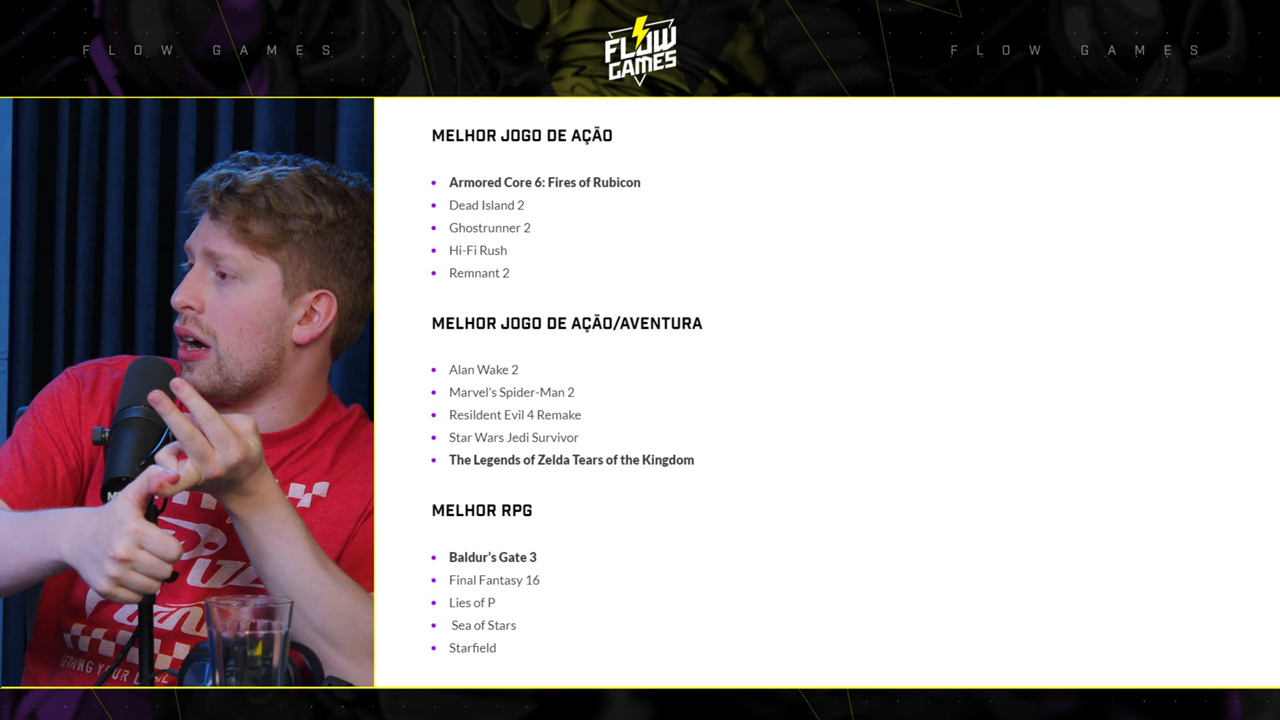 FLOW GAMES
FLOW
GAMES
FLOW GAMES
MELHOR JOGO DE AÇÃO
Armored Core 6: Fires of Rubicon
Dead Island 2
Ghostrunner 2
Hi-Fi Rush
Remnant 2
MELHOR JOGO DE AÇÃO/AVENTURA
Alan Wake 2
Marvel's Spider-Man 2
Resildent Evil 4 Remake
Star Wars Jedi Survivor
The Legends of Zelda Tears of the Kingdom
MELHOR RPG
Baldur's Gate 3
Final Fantasy 16
Lies of P
Sea of Stars
Starfield